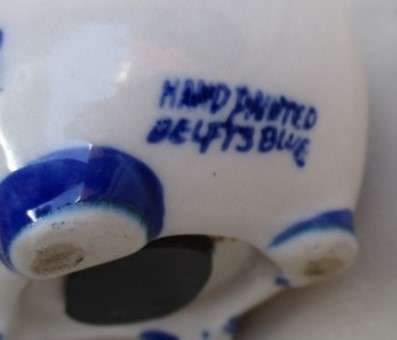 HAND PAINTED
DELFTS BLUE